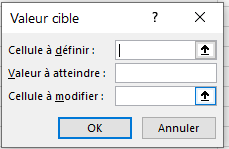 Valeur cible ? ×
Cellule à définir :
Valeur à atteindre :
Cellule à modifier :
OK Annuler